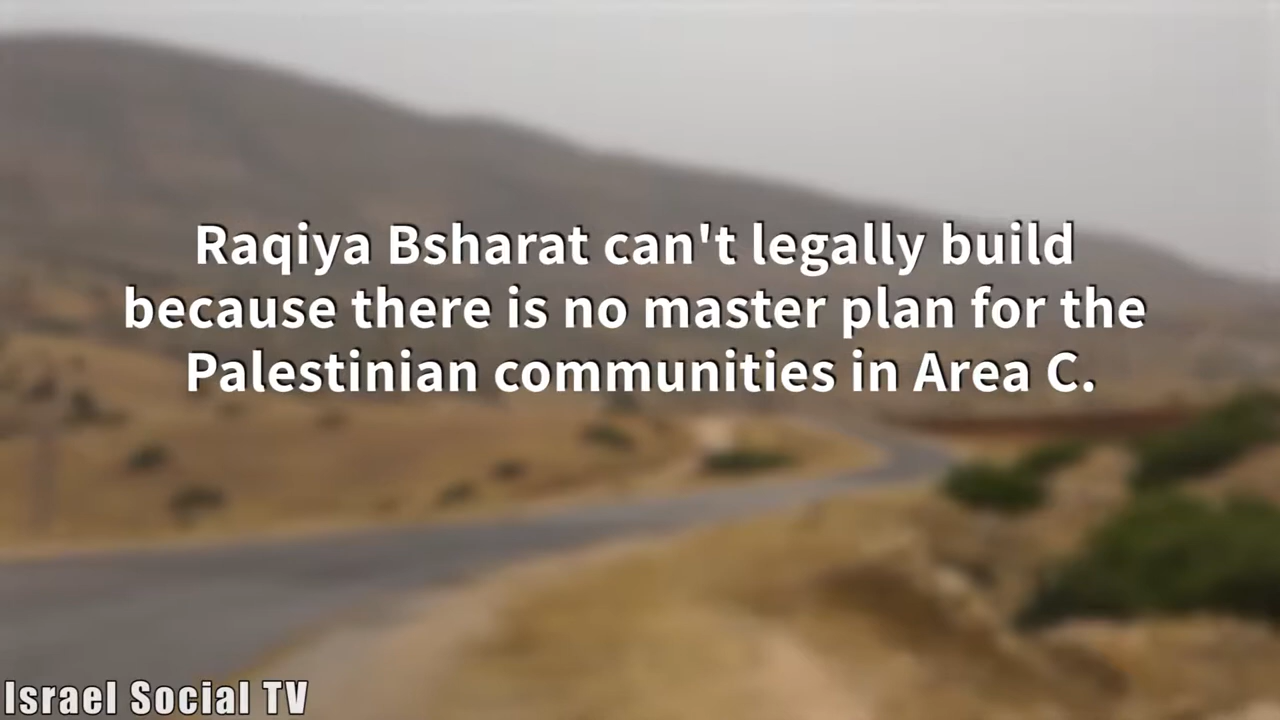 Raqiya Bsharat can't legally build
because there is no master plan for the
Palestinian communities in Area C.
Israel Social TV